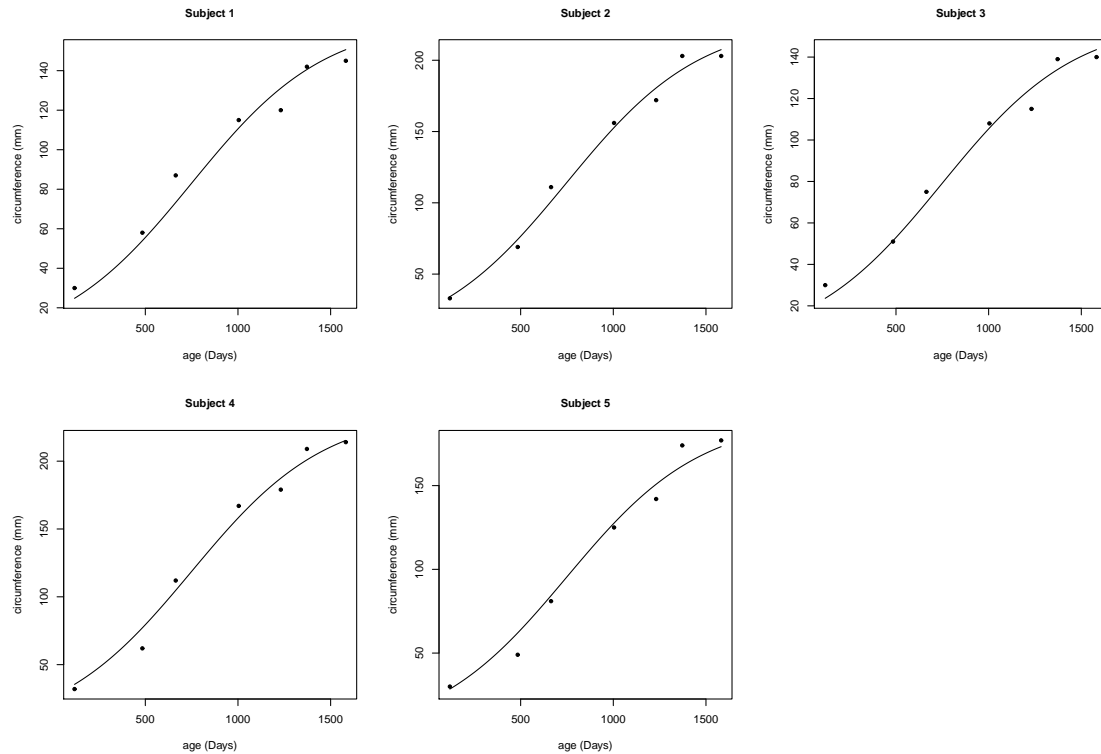 Subject 1
circumference (mm)
20 40 60 80 100 120 140
500 1000 1500
age (Days)
Subject 2
circumference (mm)
50 100 150 200
500 1000 1500
age (Days)
Subject 3
circumference (mm)
20 40 60 80 100 120 140
500 1000 1500
age (Days)
Subject 4
circumference (mm)
50 100 150 200
500 1000 1500
age (Days)
Subject 5
circumference (mm)
50 100 150
500 1000 1500
age (Days)